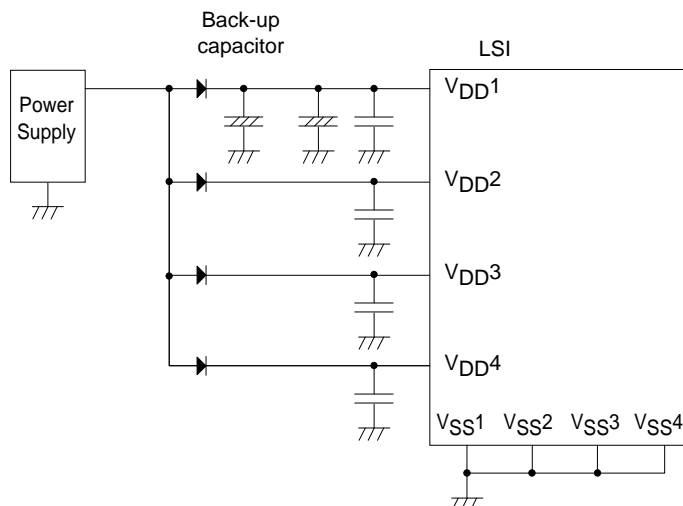 Back-up
capacitor
LSI
Power
Supply
VDD1
VDD2
VDD3
VDD4
VSS1 VSS2 VSS3 VSS4